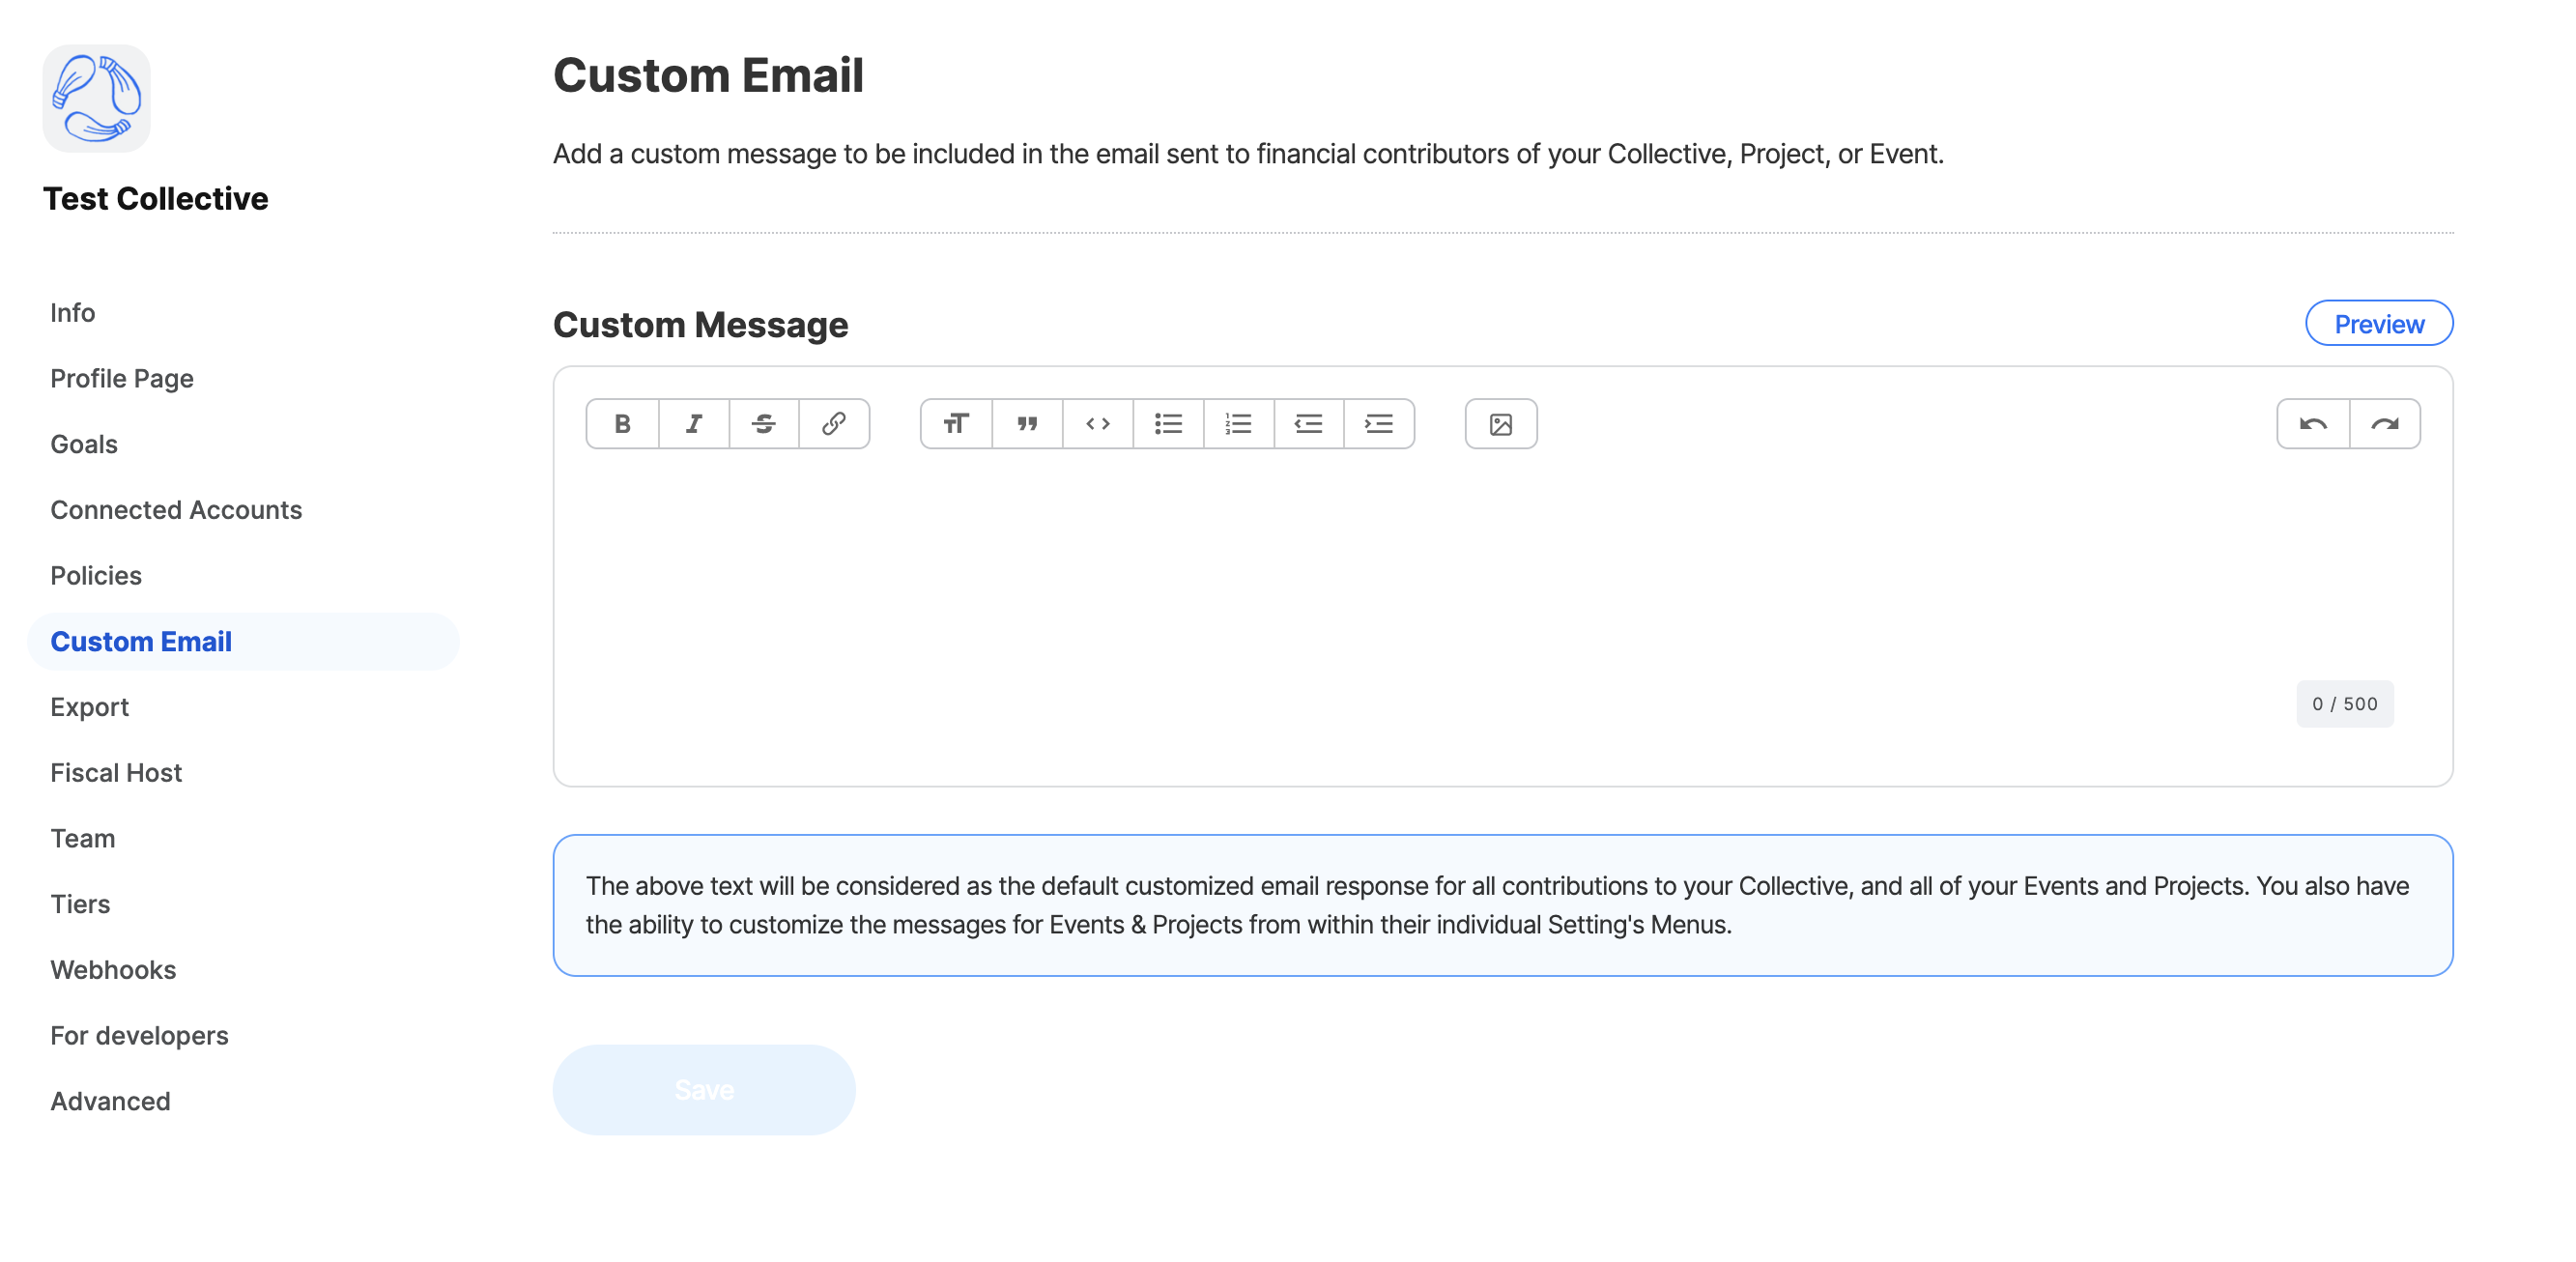 Test Collective
Info
Profile Page
Goals
Connected Accounts
Policies
Custom Email
Export
Fiscal Host
Team
Tiers
Webhooks
For developers
Advanced
Custom Email
Add a custom message to be included in the email sent to financial contributors of your Collective, Project, or Event.
Custom Message
Preview
0 / 500
The above text will be considered as the default customized email response for all contributions to your Collective, and all of your Events and Projects. You also have
the ability to customize the messages for Events & Projects from within their individual Setting's Menus.
Save